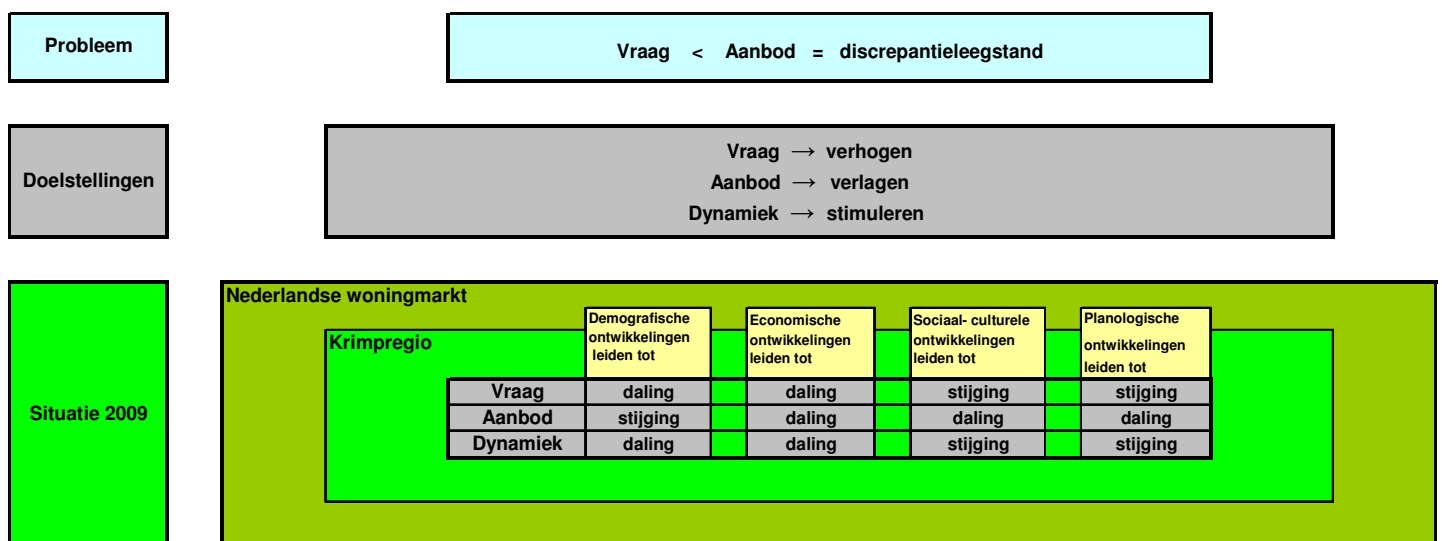 Probleem
Vraag < Aanbod = discrepantieleegstand
Doelstellingen
Vraag → verhogen
Aanbod → verlagen
Dynamiek → stimuleren
Situatie 2009
Nederlandse woningmarkt
Krimpregio
Demografische
ontwikkelingen
leiden tot
Economische
ontwikkelingen
leiden tot
Sociaal- culturele
ontwikkelingen
leiden tot
Planologische
ontwikkelingen
leiden tot
Vraag daling daling stijging stijging
Aanbod stijging daling daling daling
Dynamiek daling daling stijging stijging